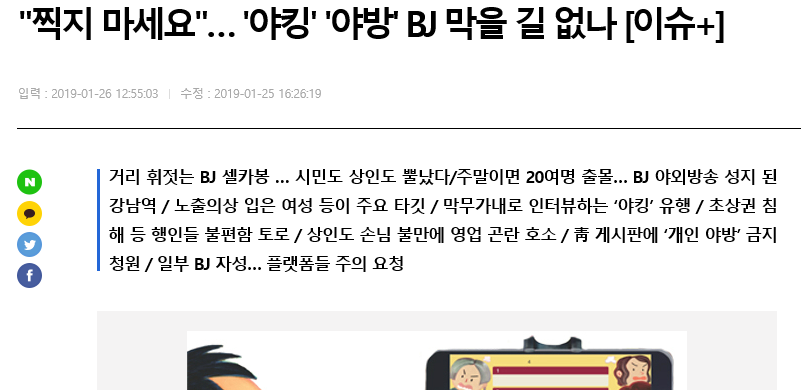 "찍지 마세요"... '야킹' '야방' BJ 막을 길 없나 [이슈+]
입력 : 2019-01-26 12:55:03 | 수정 : 2019-01-25 16:26:19
거리 휘젓는 BJ 셀카봉 ... 시민도 상인도 뿔났다/주말이면 20여명 출몰... BJ 야외방송 성지 된
강남역 / 노출의상 입은 여성 등이 주요 타깃 / 막무가내로 인터뷰하는 ‘야킹’ 유행 / 초상권 침
해 등 행인들 불편함 토로 / 상인도 손님 불만에 영업 곤란 호소 / 靑 게시판에 ‘개인 야방’ 금지
청원 / 일부 BJ 자성... 플랫폼들 주의 요청